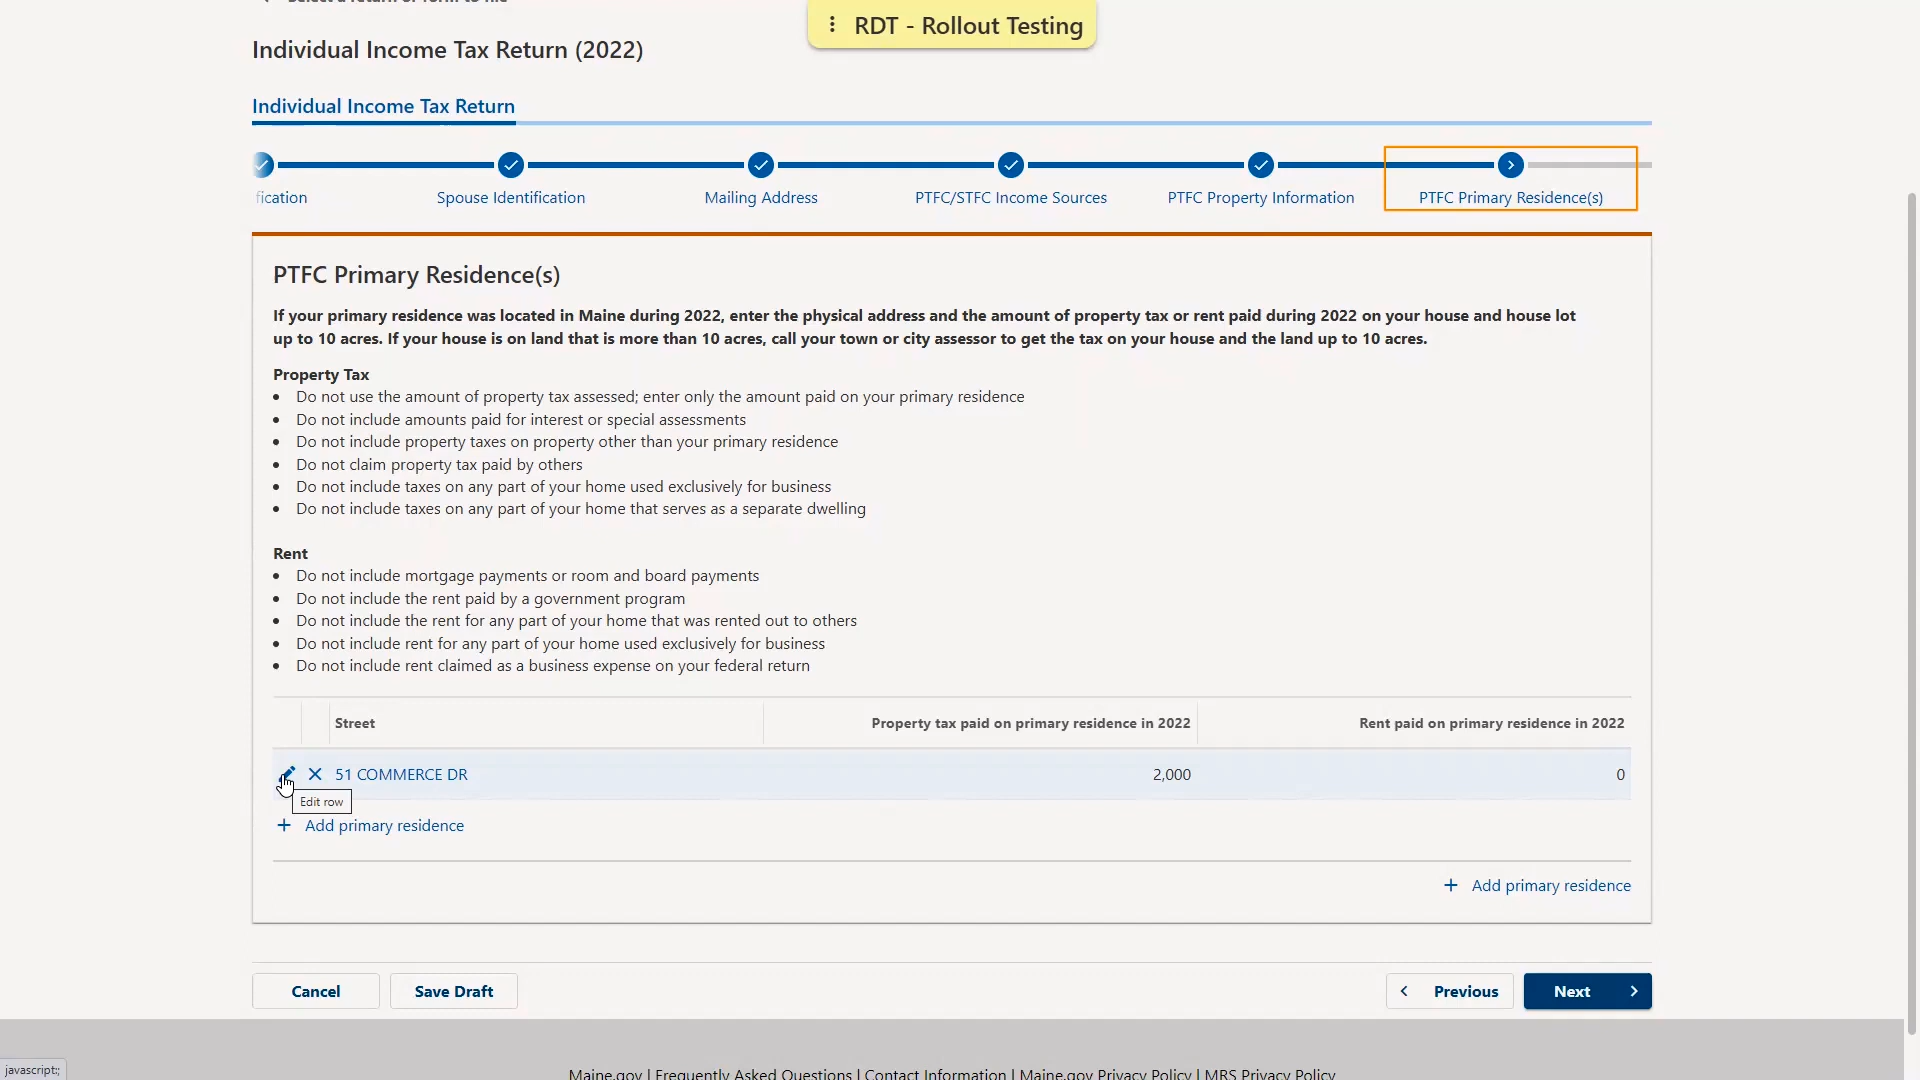 Select a return or form to file
RDT - Rollout Testing
Individual Income Tax Return (2022)
Individual Income Tax Return
fication
Spouse Identification
Mailing Address
PTFC/STFC Income Sources
PTFC Property Information
PTFC Primary Residence(s)
PTFC Primary Residence(s)
If your primary residence was located in Maine during 2022, enter the physical address and the amount of property tax or rent paid during 2022 on your house and house lot
up to 10 acres. If your house is on land that is more than 10 acres, call your town or city assessor to get the tax on your house and the land up to 10 acres.
Property Tax
• Do not use the amount of property tax assessed; enter only the amount paid on your primary residence
• Do not include amounts paid for interest or special assessments
• Do not include property taxes on property other than your primary residence
• Do not claim property tax paid by others
• Do not include taxes on any part of your home used exclusively for business
• Do not include taxes on any part of your home that serves as a separate dwelling
Rent
• Do not include mortgage payments or room and board payments
• Do not include the rent paid by a government program
• Do not include the rent for any part of your home that was rented out to others
• Do not include rent for any part of your home used exclusively for business
• Do not include rent claimed as a business expense on your federal return
Street Property tax paid on primary residence in 2022 Rent paid on primary residence in 2022
51 COMMERCE DR 2,000 0
Edit row
+ Add primary residence
+ Add primary residence
Cancel Save Draft Previous Next
Maine.gov | Frequently Asked Questions | Contact Information | Maine.gov Privacy Policy | MRS Privacy Policy
javascript:;